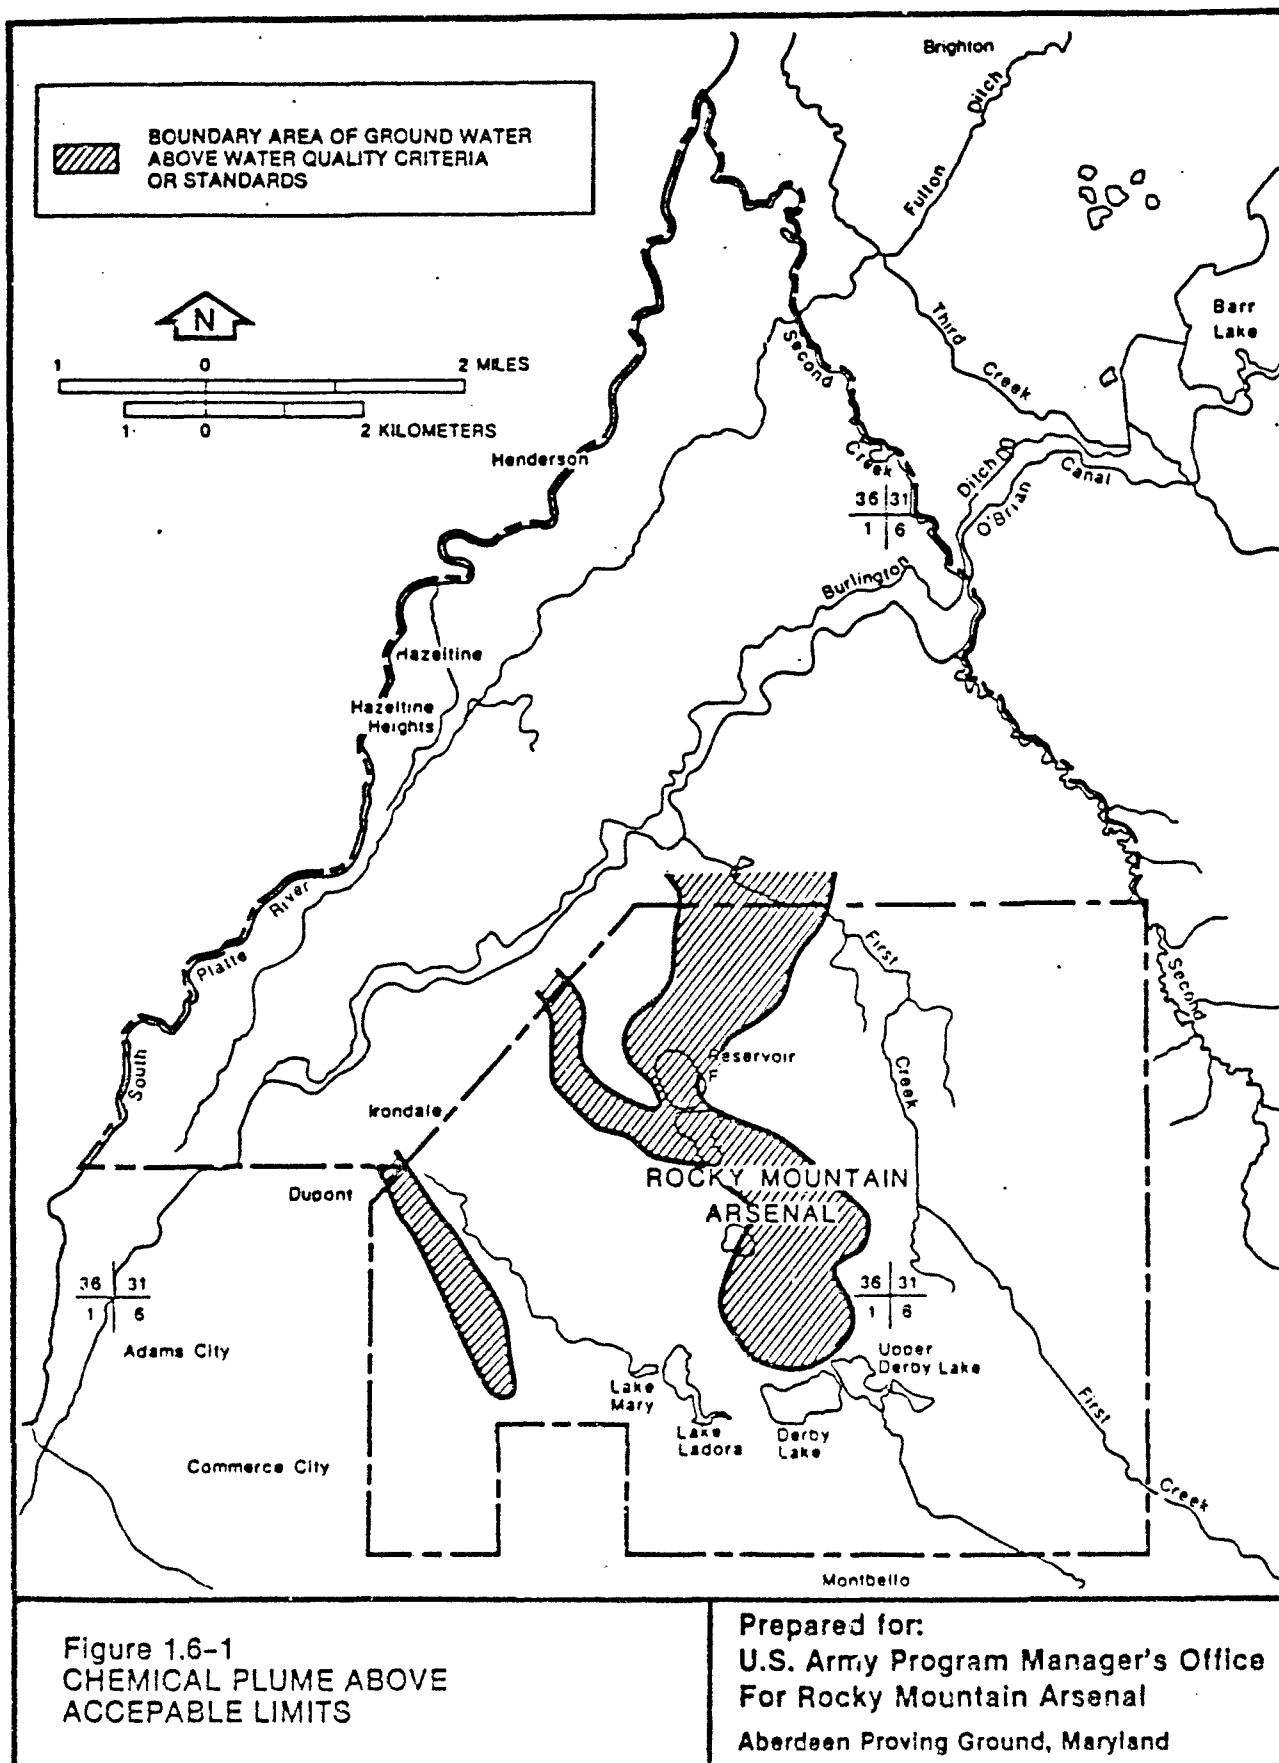 Brighton
Ditch
Fulton
BOUNDARY AREA OF GROUND WATER
ABOVE WATER QUALITY CRITERIA
OR STANDARDS
N
1 0 2 MILES
1 0 2 KILOMETERS
Barr
Lake
Third
Creek
Second
Creek
Henderson
Ditch
Canal
O'Brian
36 31
1 6
Burlington
Hazeltine
Hazeltine
Heights
River
Platte
South
First
Second
Reservoir
F
Creek
Irondale
ROCKY MOUNTAIN
ARSENAL
Dupont
36 31
1 6
36 31
1 6
Adams City
Upper
Derby Lake
Lake
Mary
Lake
Ladora
Derby
Lake
First
Creek
Commerce City
Montbello
Figure 1.6-1
CHEMICAL PLUME ABOVE
ACCEPABLE LIMITS
Prepared for:
U.S. Army Program Manager's Office
For Rocky Mountain Arsenal
Aberdeen Proving Ground, Maryland